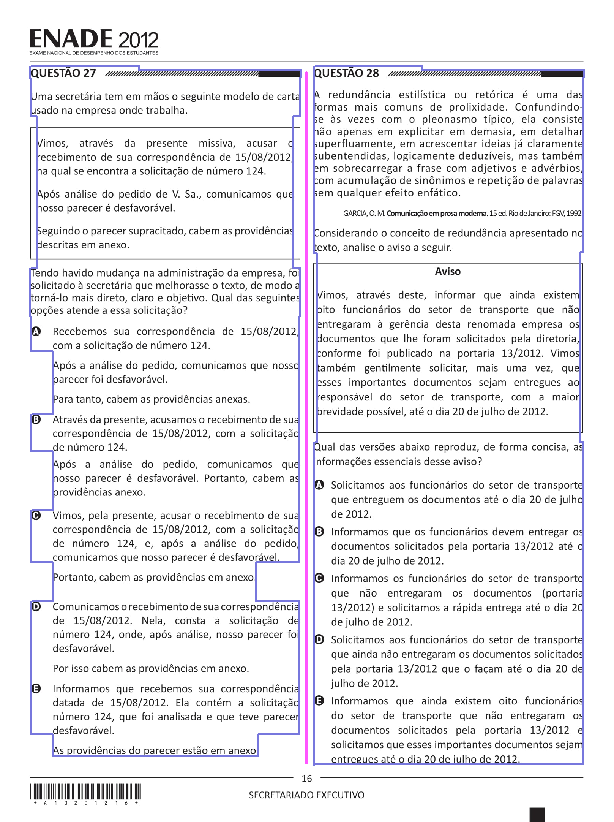 ENADE 2012
EXAME NACIONAL DE DESEMPENHO DOS ESTUDANTES
QUESTÃO 27
Uma secretária tem em mãos o seguinte modelo de carta
usado na empresa onde trabalha.
Vimos, através da presente missiva, acusar o
recebimento de sua correspondência de 15/08/2012,
na qual se encontra a solicitação de número 124.
Após análise do pedido de V. Sa., comunicamos que
nosso parecer é desfavorável.
Seguindo o parecer supracitado, cabem as providências
descritas em anexo.
Tendo havido mudança na administração da empresa, foi
solicitado à secretária que melhorasse o texto, de modo a
torná-lo mais direto, claro e objetivo. Qual das seguintes
opções atende a essa solicitação?
A Recebemos sua correspondência de 15/08/2012,
com a solicitação de número 124.
Após a análise do pedido, comunicamos que nosso
parecer foi desfavorável.
Para tanto, cabem as providências anexas.
B Através da presente, acusamos o recebimento de sua
correspondência de 15/08/2012, com a solicitação
de número 124.
Após a análise do pedido, comunicamos que
nosso parecer é desfavorável. Portanto, cabem as
providências anexo.
C Vimos, pela presente, acusar o recebimento de sua
correspondência de 15/08/2012, com a solicitação
de número 124, e, após a análise do pedido,
comunicamos que nosso parecer é desfavorável.
Portanto, cabem as providências em anexo.
D Comunicamos o recebimento de sua correspondência
de 15/08/2012. Nela, consta a solicitação de
número 124, onde, após análise, nosso parecer foi
desfavorável.
Por isso cabem as providências em anexo.
E Informamos que recebemos sua correspondência
datada de 15/08/2012. Ela contém a solicitação
número 124, que foi analisada e que teve parecer
desfavorável.
As providências do parecer estão em anexo.
QUESTÃO 28
A redundância estilística ou retórica é uma das
formas mais comuns de prolixidade. Confundindo-
se às vezes com o pleonasmo típico, ela consiste
não apenas em explicitar em demasia, em detalhar
superfluamente, em acrescentar ideias já claramente
subentendidas, logicamente deduzíveis, mas também
em sobrecarregar a frase com adjetivos e advérbios,
com acumulação de sinônimos e repetição de palavras
sem qualquer efeito enfático.
GARCIA, O. M. Comunicação em prosa moderna. 15 ed. Rio de Janeiro: FGV, 1992
Considerando o conceito de redundância apresentado no
texto, analise o aviso a seguir.
Aviso
Vimos, através deste, informar que ainda existem
oito funcionários do setor de transporte que não
entregaram à gerência desta renomada empresa os
documentos que lhe foram solicitados pela diretoria,
conforme foi publicado na portaria 13/2012. Vimos
também gentilmente solicitar, mais uma vez, que
esses importantes documentos sejam entregues ao
responsável do setor de transporte, com a maior
brevidade possível, até o dia 20 de julho de 2012.
Qual das versões abaixo reproduz, de forma concisa, as
informações essenciais desse aviso?
A Solicitamos aos funcionários do setor de transporte
que entreguem os documentos até o dia 20 de julho
de 2012.
B Informamos que os funcionários devem entregar os
documentos solicitados pela portaria 13/2012 até o
dia 20 de julho de 2012.
C Informamos os funcionários do setor de transporte
que não entregaram os documentos (portaria
13/2012) e solicitamos a rápida entrega até o dia 20
de julho de 2012.
D Solicitamos aos funcionários do setor de transporte
que ainda não entregaram os documentos solicitados
pela portaria 13/2012 que o façam até o dia 20 de
julho de 2012.
E Informamos que ainda existem oito funcionários
do setor de transporte que não entregaram os
documentos solicitados pela portaria 13/2012 e
solicitamos que esses importantes documentos sejam
entregues até o dia 20 de julho de 2012.
16
SECRETARIADO EXECUTIVO
*A1320121​6*